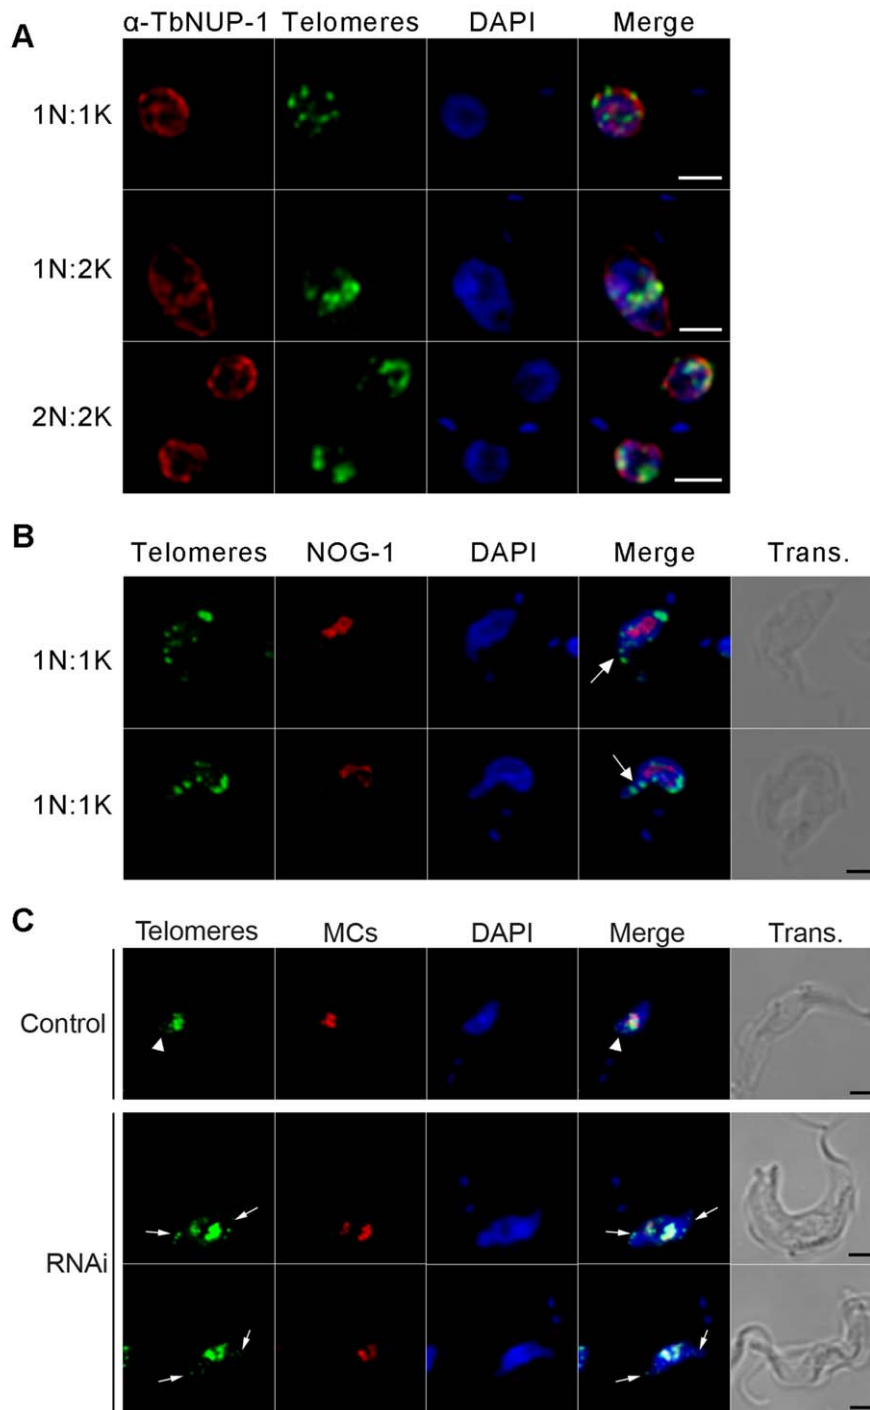 A
α-TbNUP-1 Telomeres DAPI Merge
1N:1K
1N:2K
2N:2K
B
Telomeres NOG-1 DAPI Merge Trans.
1N:1K
1N:1K
C
Telomeres MCs DAPI Merge Trans.
Control
RNAi